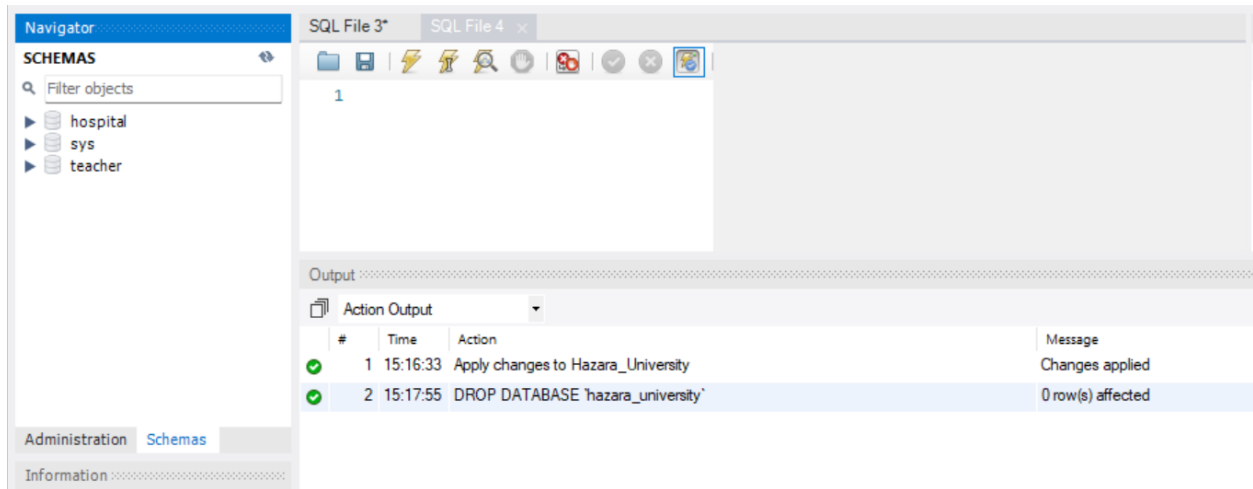 Navigator
SCHEMAS
Filter objects
hospital
sys
teacher
Administration Schemas
Information
SQL File 3* SQL File 4 ×
1
Output
Action Output
# Time Action Message
1 15:16:33 Apply changes to Hazara_University Changes applied
2 15:17:55 DROP DATABASE `hazara_university` 0 row(s) affected